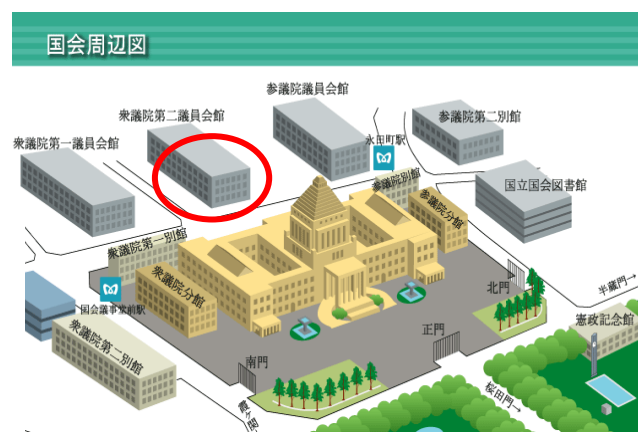 国会周辺図
参議院議員会館
衆議院第二議員会館
参議院第二別館
衆議院第一議員会館
永田町駅
参議院別館
国立国会図書館
参議院分館
衆議院第一別館
衆議院分館
国会議事堂前駅
北門
半蔵門→
憲政記念館
正門
衆議院第二別館
南門
桜田門→
霞ヶ関